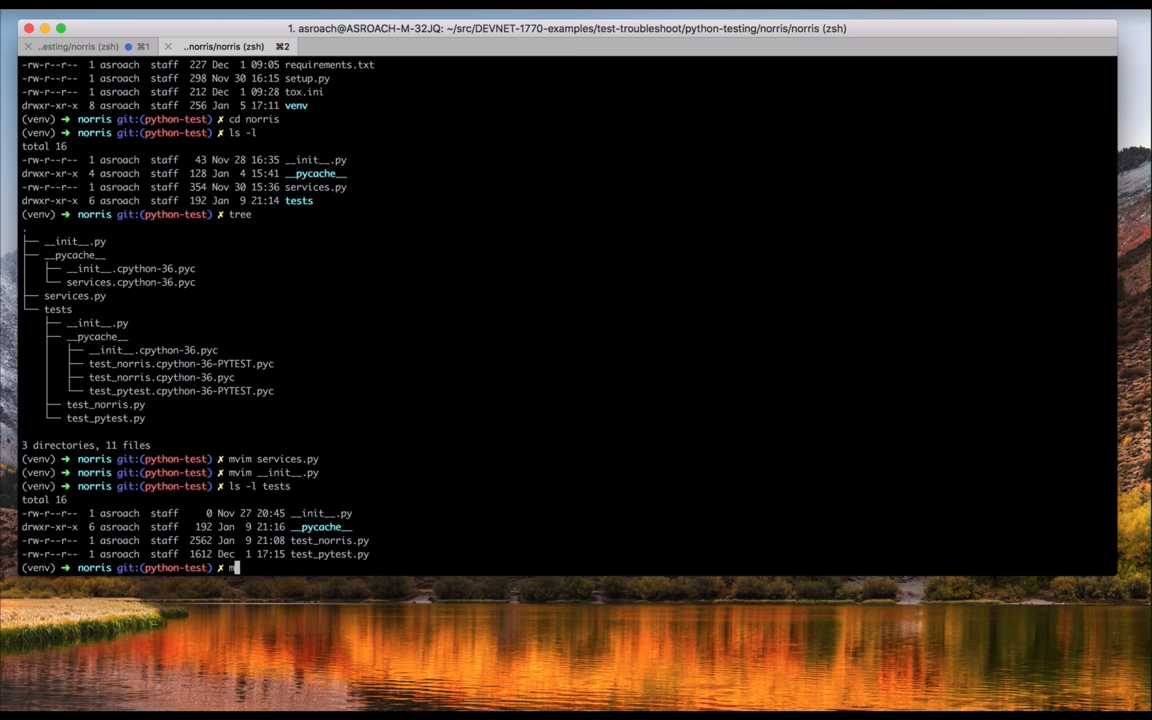 1. asroach@ASROACH-M-32JQ: ~/src/DEVNET-1770-examples/test-troubleshoot/python-testing/norris/norris (zsh)
..esting/norris (zsh) ⌘1 ..norris/norris (zsh) ⌘2
-rw-r--r-- 1 asroach staff 227 Dec 1 09:05 requirements.txt
-rw-r--r-- 1 asroach staff 298 Nov 30 16:15 setup.py
-rw-r--r-- 1 asroach staff 212 Dec 1 09:28 tox.ini
drwxr-xr-x 8 asroach staff 256 Jan 5 17:11 venv
(venv) ➜ norris git:(python-test) ✗ cd norris
(venv) ➜ norris git:(python-test) ✗ ls -l
total 16
-rw-r--r-- 1 asroach staff 43 Nov 28 16:35 __init__.py
drwxr-xr-x 4 asroach staff 128 Jan 4 15:41 __pycache__
-rw-r--r-- 1 asroach staff 354 Nov 30 15:36 services.py
drwxr-xr-x 6 asroach staff 192 Jan 9 21:14 tests
(venv) ➜ norris git:(python-test) ✗ tree
.
├── __init__.py
├── __pycache__
│   ├── __init__.cpython-36.pyc
│   └── services.cpython-36.pyc
├── services.py
└── tests
    ├── __init__.py
    ├── __pycache__
    │   ├── __init__.cpython-36.pyc
    │   ├── test_norris.cpython-36-PYTEST.pyc
    │   ├── test_norris.cpython-36.pyc
    │   └── test_pytest.cpython-36-PYTEST.pyc
    ├── test_norris.py
    └── test_pytest.py
3 directories, 11 files
(venv) ➜ norris git:(python-test) ✗ mvim services.py
(venv) ➜ norris git:(python-test) ✗ mvim __init__.py
(venv) ➜ norris git:(python-test) ✗ ls -l tests
total 16
-rw-r--r-- 1 asroach staff 0 Nov 27 20:45 __init__.py
drwxr-xr-x 6 asroach staff 192 Jan 9 21:16 __pycache__
-rw-r--r-- 1 asroach staff 2562 Jan 9 21:08 test_norris.py
-rw-r--r-- 1 asroach staff 1612 Dec 1 17:15 test_pytest.py
(venv) ➜ norris git:(python-test) ✗ m